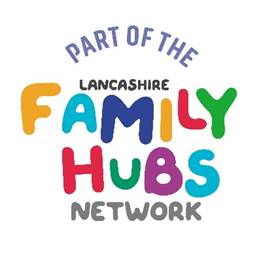 PART OF THE
LANCASHIRE
FAMILY
HUBS
NETWORK